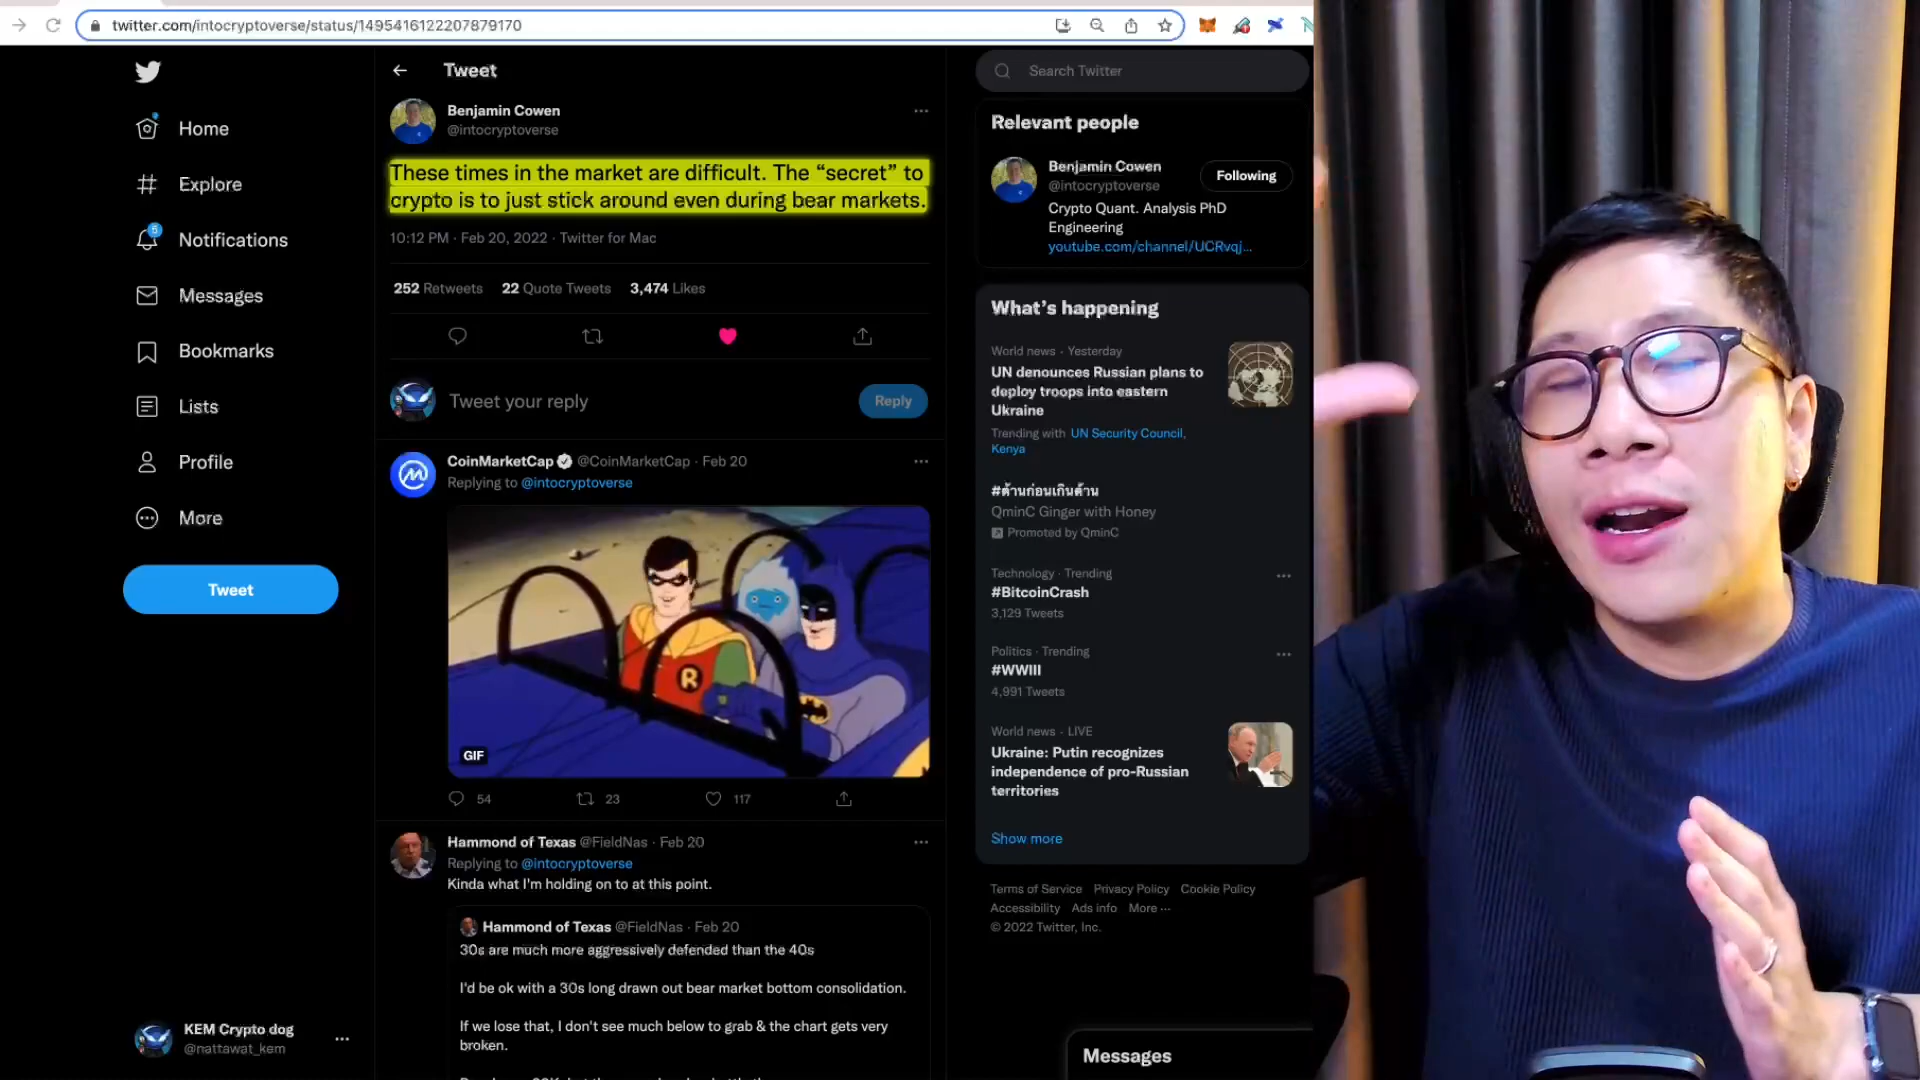 twitter.com/intocryptoverse/status/1495416122207879170
Home
Explore
5
Notifications
Messages
Bookmarks
Lists
Profile
More
Tweet
KEM Crypto dog
@nattawat_kem
Tweet
Benjamin Cowen
@intocryptoverse
These times in the market are difficult. The “secret” to
crypto is to just stick around even during bear markets.
10:12 PM · Feb 20, 2022 · Twitter for Mac
252 Retweets 22 Quote Tweets 3,474 Likes
Tweet your reply
Reply
CoinMarketCap @CoinMarketCap · Feb 20
Replying to @intocryptoverse
R
GIF
54 23 117
Hammond of Texas @FieldNas · Feb 20
Replying to @intocryptoverse
Kinda what I'm holding on to at this point.
Hammond of Texas @FieldNas · Feb 20
30s are much more aggressively defended than the 40s
I'd be ok with a 30s long drawn out bear market bottom consolidation.
If we lose that, I don't see much below to grab & the chart gets very
broken.
Search Twitter
Relevant people
Benjamin Cowen
@intocryptoverse
Following
Crypto Quant. Analysis PhD
Engineering
youtube.com/channel/UCRvqj...
What’s happening
World news · Yesterday
UN denounces Russian plans to
deploy troops into eastern
Ukraine
Trending with UN Security Council,
Kenya
#ต้านก่อนเกินต้าน
QminC Ginger with Honey
Promoted by QminC
Technology · Trending
#BitcoinCrash
3,129 Tweets
Politics · Trending
#WWIII
4,991 Tweets
World news · LIVE
Ukraine: Putin recognizes
independence of pro-Russian
territories
Show more
Terms of Service Privacy Policy Cookie Policy
Accessibility Ads info More ···
© 2022 Twitter, Inc.
Messages